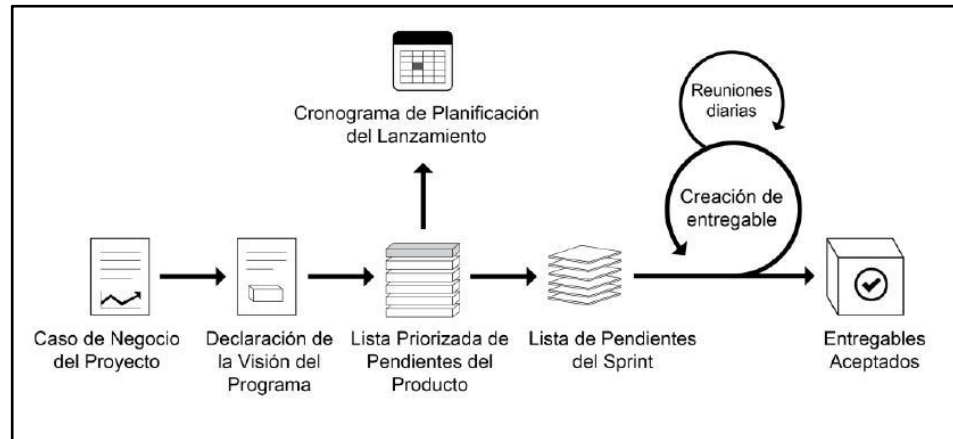 Cronograma de Planificación
del Lanzamiento
Reuniones
diarias
Creación de
entregable
Caso de Negocio
del Proyecto
Declaración de
la Visión del
Programa
Lista Priorizada de
Pendientes del
Producto
Lista de Pendientes
del Sprint
Entregables
Aceptados